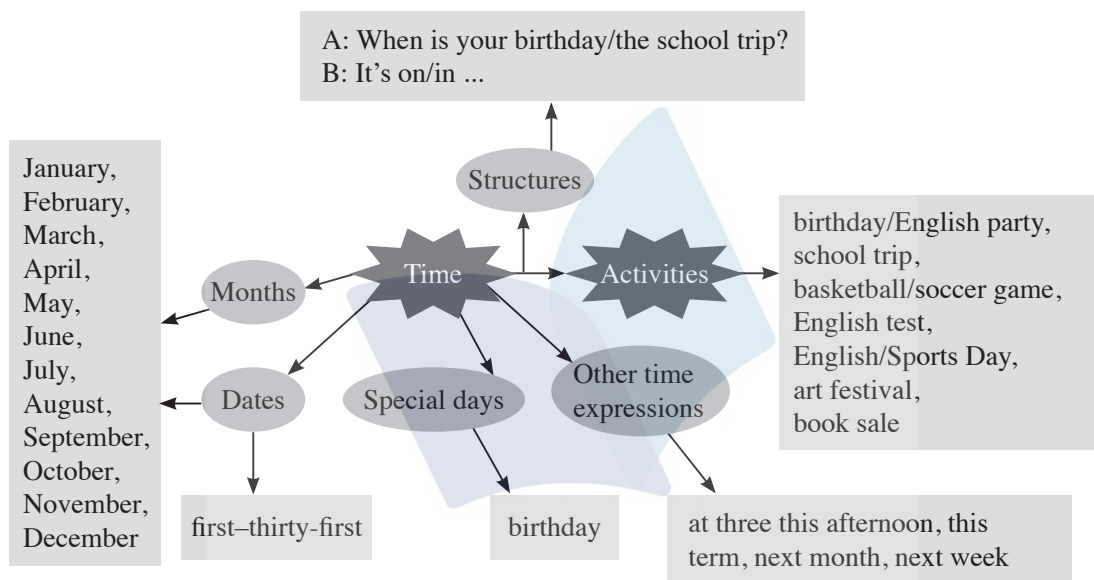 A: When is your birthday/the school trip?
B: It's on/in ...
Structures
Time
Activities
Months
Dates
Special days
Other time
expressions
January,
February,
March,
April,
May,
June,
July,
August,
September,
October,
November,
December
first–thirty-first
birthday
at three this afternoon, this
term, next month, next week
birthday/English party,
school trip,
basketball/soccer game,
English test,
English/Sports Day,
art festival,
book sale